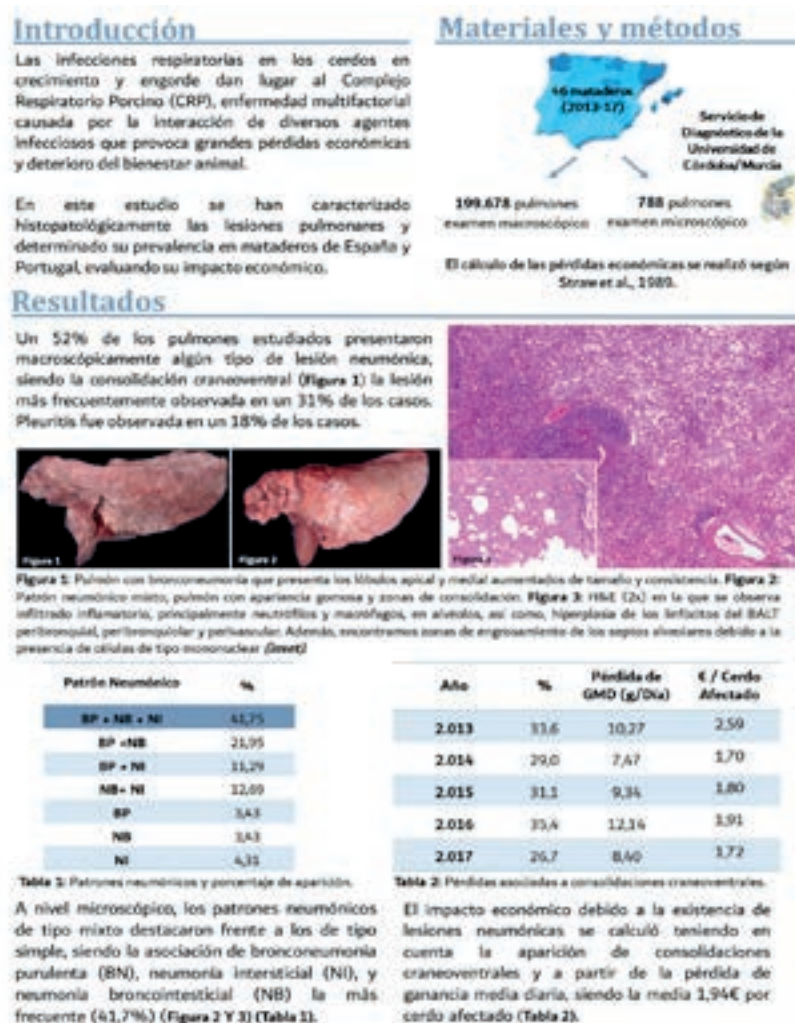 Introducción
Las infecciones respiratorias en los cerdos en
crecimiento y engorde dan lugar al Complejo
Respiratorio Porcino (CRP), enfermedad multifactorial
causada por la interacción de diversos agentes
infecciosos que provoca grandes pérdidas económicas
y deterioro del bienestar animal.
En este estudio se han caracterizado
histopatológicamente las lesiones pulmonares y
determinado su prevalencia en mataderos de España y
Portugal, evaluando su impacto económico.
Materiales y métodos
46 mataderos
(2013-17)
Servicio de
Diagnóstico de la
Universidad de
Córdoba/Murcia
199.678 pulmones
examen macroscópico
788 pulmones
examen microscópico
El cálculo de las pérdidas económicas se realizó según
Straw et al., 1989.
Resultados
Un 52% de los pulmones estudiados presentaron
macroscópicamente algún tipo de lesión neumónica,
siendo la consolidación craneoventral (Figura 1) la lesión
más frecuentemente observada en un 31% de los casos.
Pleuritis fue observada en un 18% de los casos.
Figura 1
Figura 2
Figura 3
Figura 1: Pulmón con bronconeumonía que presenta los lóbulos apical y medial aumentados de tamaño y consistencia. Figura 2:
Patrón neumónico mixto, pulmón con apariencia gomosa y zonas de consolidación. Figura 3: H&E (2x) en la que se observa
infiltrado inflamatorio, principalmente neutrófilos y macrófagos, en alvéolos, así como, hiperplasia de los linfocitos del BALT
peribronquial, peribronquiolar y perivascular. Además, encontramos zonas de engrosamiento de los septos alveolares debido a la
presencia de células de tipo mononuclear (inset)
Patrón Neumónico %
BP + NB + NI 41,75
BP +NB 21,95
BP + NI 11,29
NB+ NI 12,69
BP 3,43
NB 3,43
NI 4,31
Tabla 1: Patrones neumónicos y porcentaje de aparición.
Año % Pérdida de GMD (g/Día) € / Cerdo Afectado
2.013 33,6 10,27 2,59
2.014 29,0 7,47 1,70
2.015 31,1 9,34 1,80
2.016 35,4 12,14 1,91
2.017 26,7 8,40 1,72
Tabla 2: Pérdidas asociadas a consolidaciones craneoventrales.
A nivel microscópico, los patrones neumónicos
de tipo mixto destacaron frente a los de tipo
simple, siendo la asociación de bronconeumonía
purulenta (BN), neumonía intersticial (NI), y
neumonía broncointesticial (NB) la más
frecuente (41,7%) (Figura 2 Y 3) (Tabla 1).
El impacto económico debido a la existencia de
lesiones neumónicas se calculó teniendo en
cuenta la aparición de consolidaciones
craneoventrales y a partir de la pérdida de
ganancia media diaria, siendo la media 1,94€ por
cerdo afectado (Tabla 2).